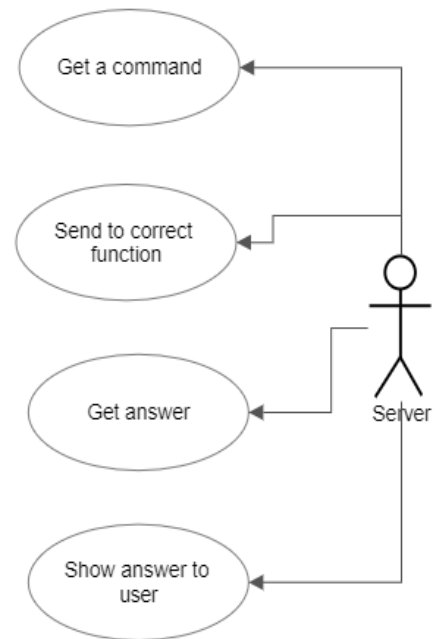 Get a command
Send to correct
function
Get answer
Server
Show answer to
user